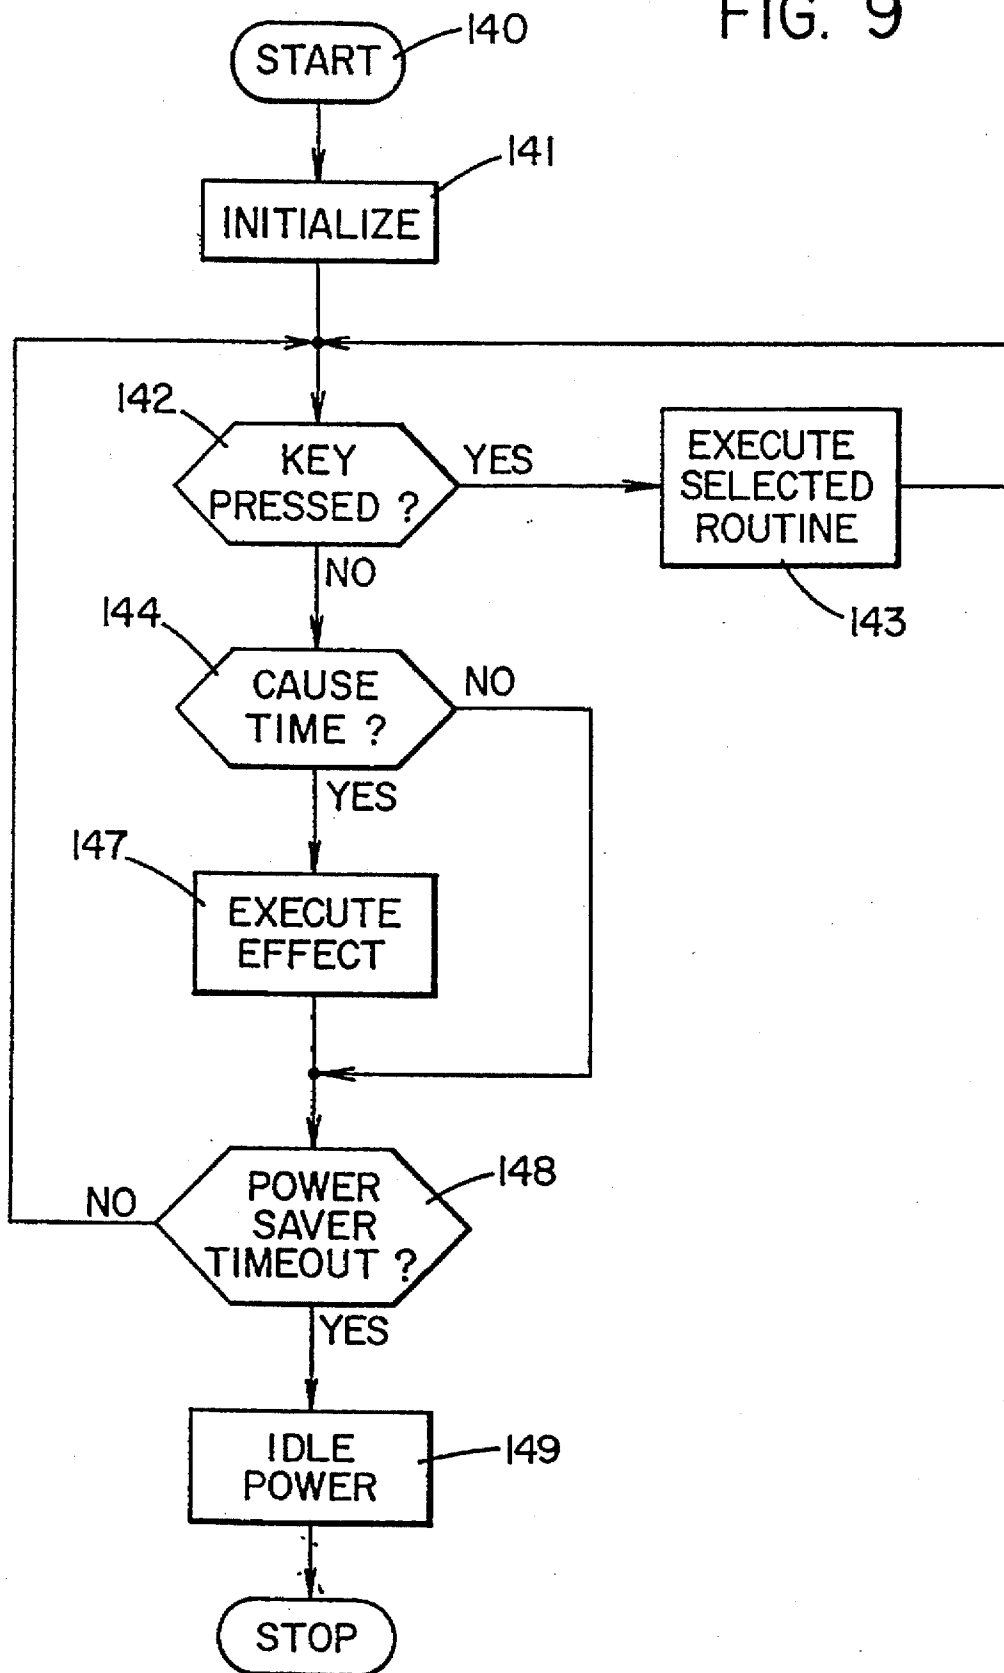 FIG. 9
START
140
141
INITIALIZE
142
KEY
PRESSED ?
YES
EXECUTE
SELECTED
ROUTINE
143
NO
144
CAUSE
TIME ?
NO
YES
147
EXECUTE
EFFECT
148
POWER
SAVER
TIMEOUT ?
NO
YES
IDLE
POWER
149
STOP